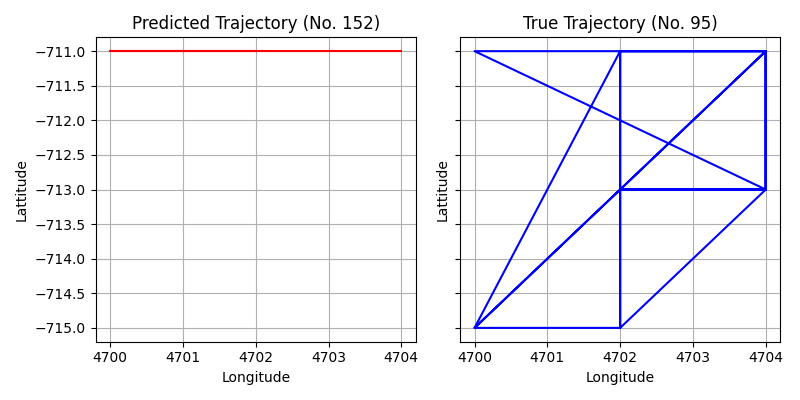 Predicted Trajectory (No. 152)
True Trajectory (No. 95)
Lattitude
−711.0
−711.5
−712.0
−712.5
−713.0
−713.5
−714.0
−714.5
−715.0
4700 4701 4702 4703 4704
Longitude
Lattitude
4700 4701 4702 4703 4704
Longitude